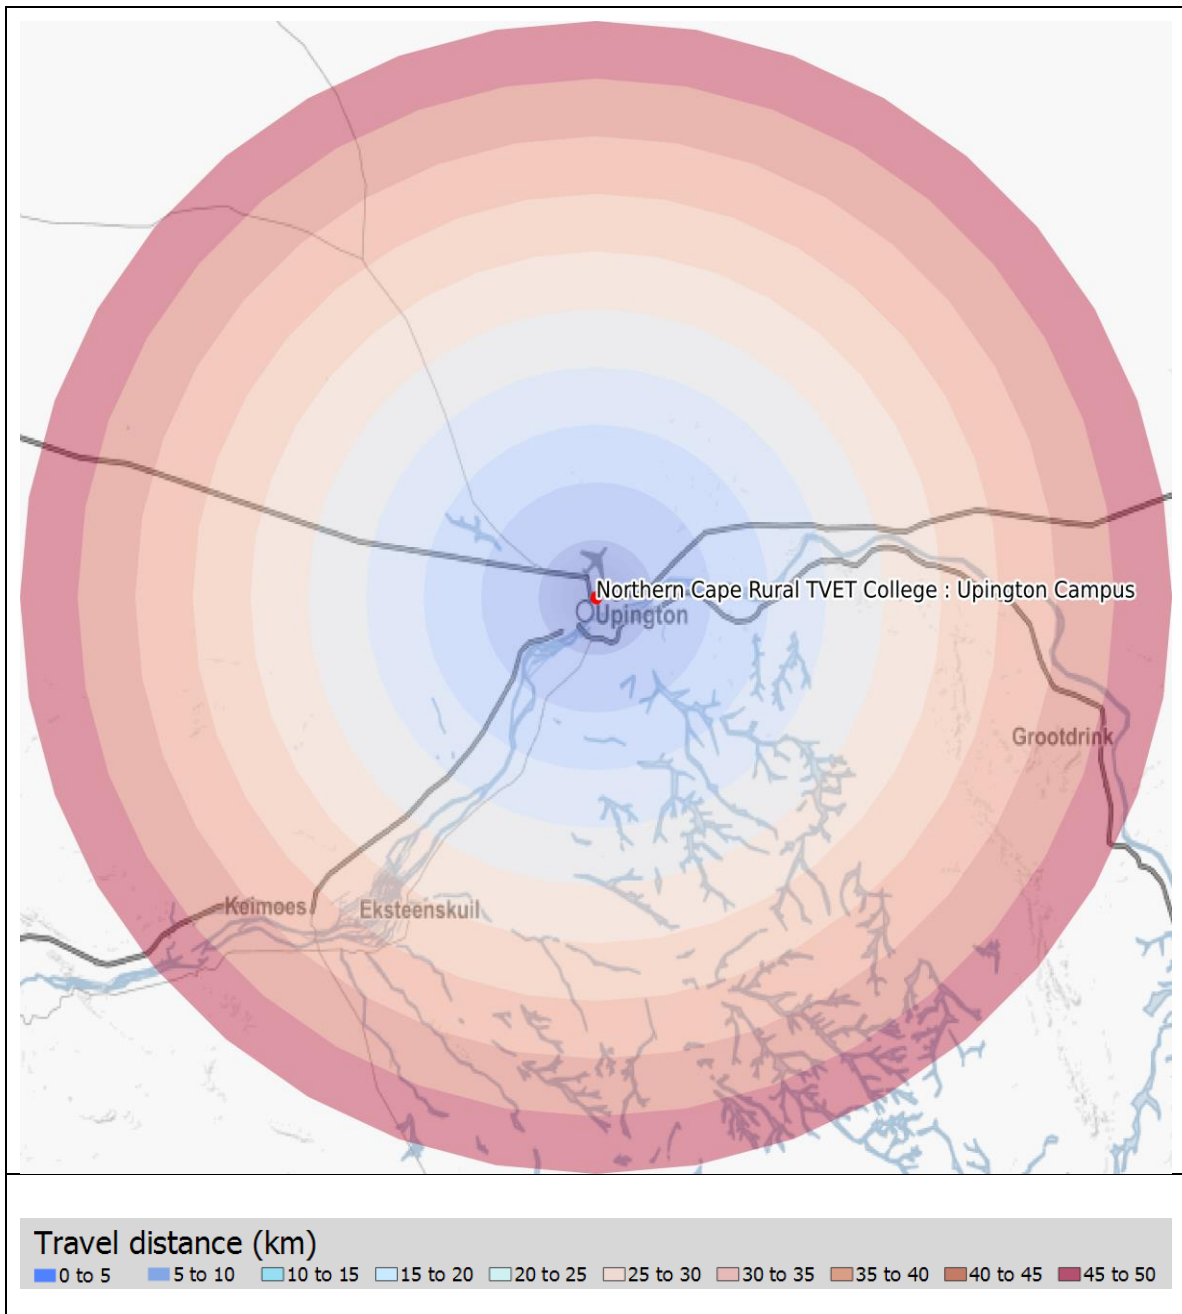 Northern Cape Rural TVET College : Upington Campus
Upington
Grootdrink
Keimoes
Eksteenskuil
Travel distance (km)
0 to 5 5 to 10 10 to 15 15 to 20 20 to 25 25 to 30 30 to 35 35 to 40 40 to 45 45 to 50